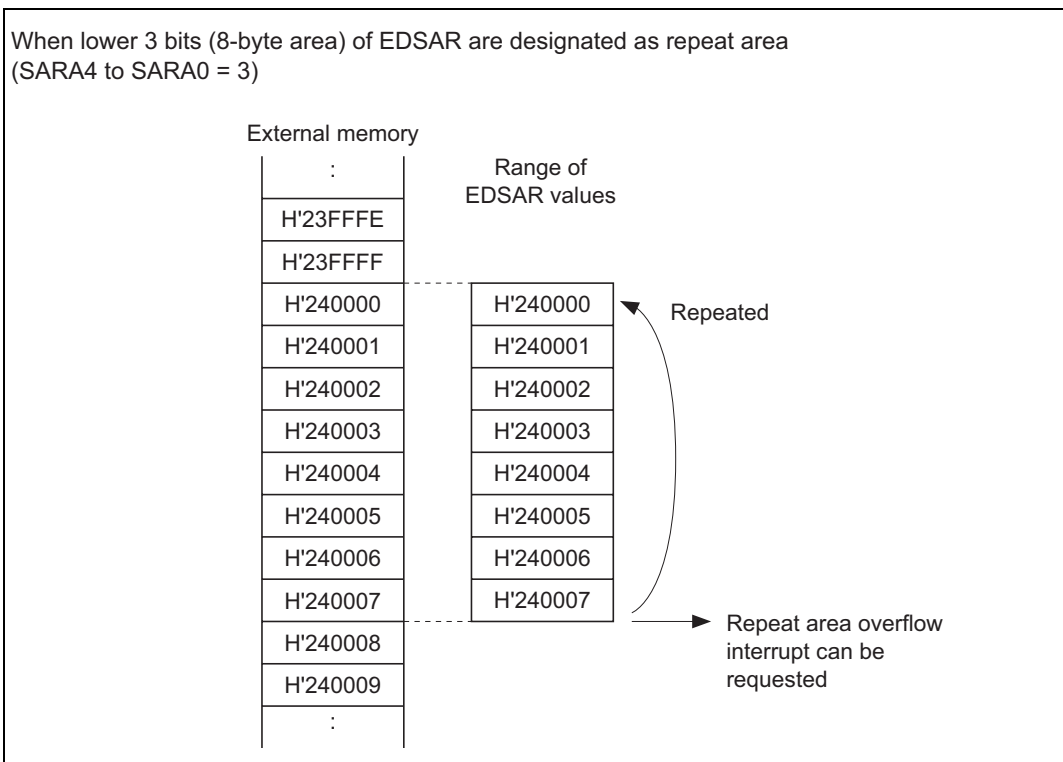 When lower 3 bits (8-byte area) of EDSAR are designated as repeat area
(SARA4 to SARA0 = 3)
External memory
:
H'23FFFE
H'23FFFF
H'240000
H'240001
H'240002
H'240003
H'240004
H'240005
H'240006
H'240007
H'240008
H'240009
:
Range of
EDSAR values
H'240000
H'240001
H'240002
H'240003
H'240004
H'240005
H'240006
H'240007
Repeated
Repeat area overflow
interrupt can be
requested